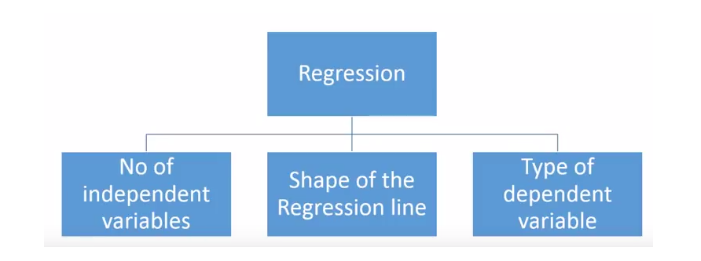 Regression
No of
independent
variables
Shape of the
Regression line
Type of
dependent
variable